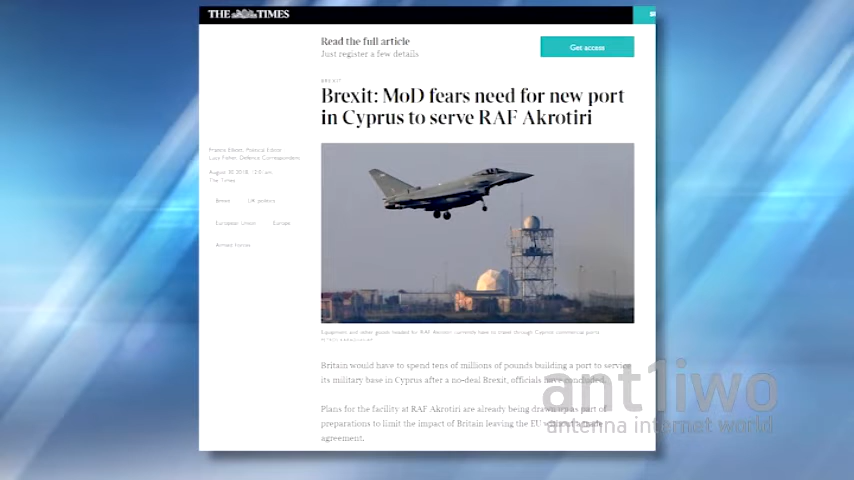 THE TIMES
Read the full article
Just register a few details
Get access
BREXIT
Brexit: MoD fears need for new port
in Cyprus to serve RAF Akrotiri
Francis Elliott, Political Editor
Lucy Fisher, Defence Correspondent
August 30 2018, 12:01am
The Times
Brexit
UK politics
European Union
Europe
Armed forces
Equipment and other goods headed for RAF Akrotiri currently have to travel through Cypriot commercial ports
Britain would have to spend tens of millions of pounds building a port to service
its military base in Cyprus after a no-deal Brexit, officials have concluded.
Plans for the facility at RAF Akrotiri are already being drawn up as part of
preparations to limit the impact of Britain leaving the EU without a trade
agreement.
ant1iwo
antenna internet world